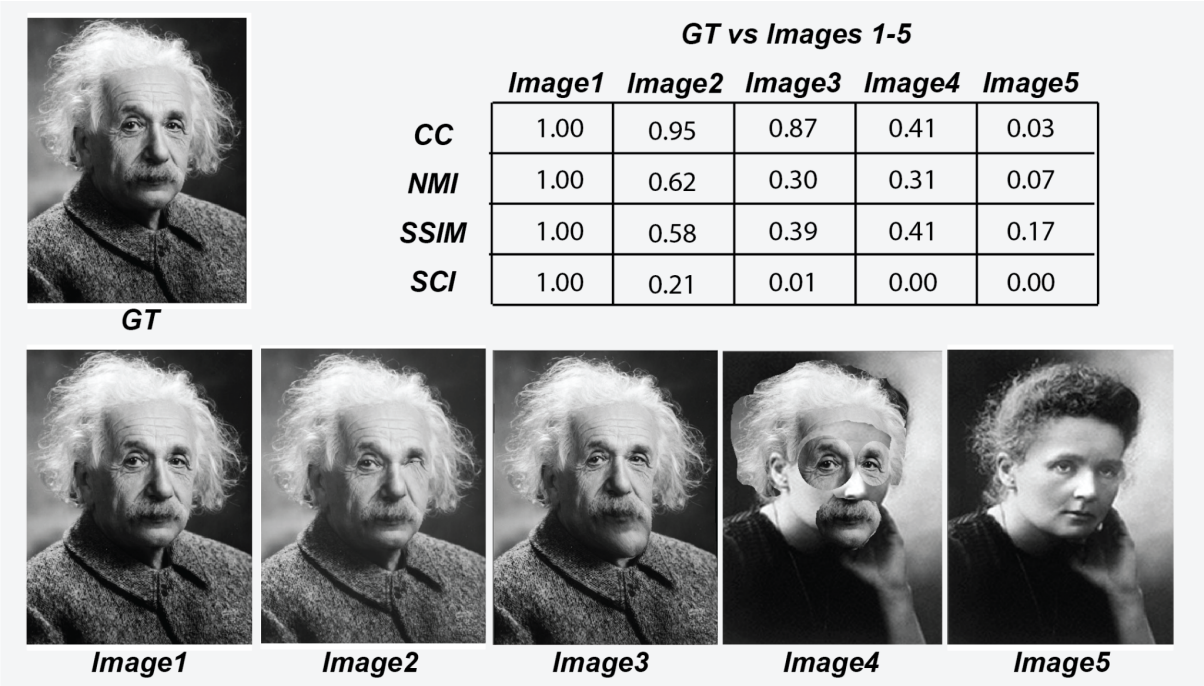 GT vs Images 1-5
Image1 Image2 Image3 Image4 Image5
CC 1.00 0.95 0.87 0.41 0.03
NMI 1.00 0.62 0.30 0.31 0.07
SSIM 1.00 0.58 0.39 0.41 0.17
SCI 1.00 0.21 0.01 0.00 0.00
GT
Image1 Image2 Image3 Image4 Image5